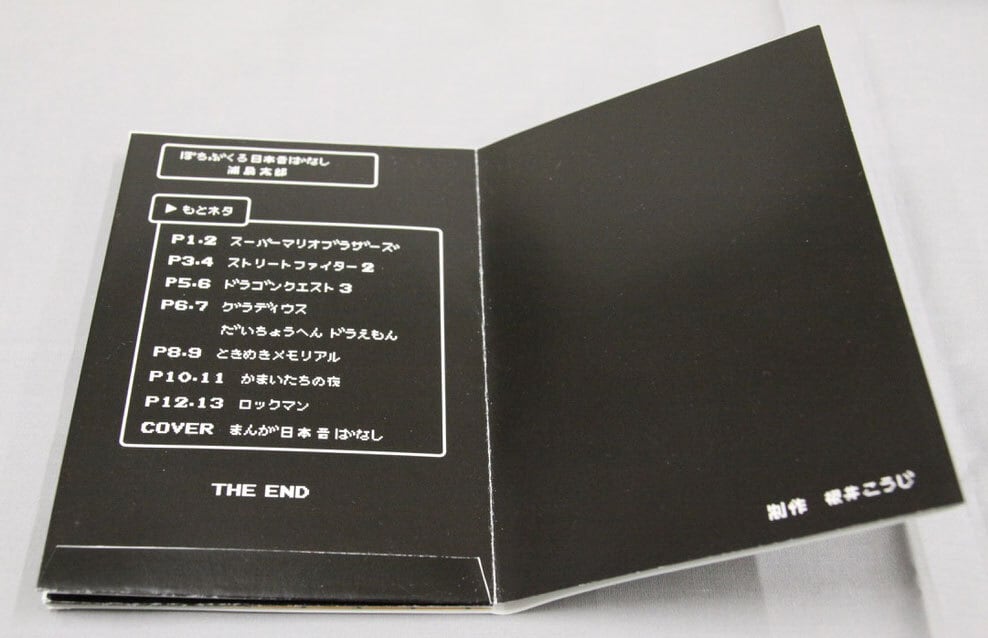 ぽちぶくろ日本昔ばなし
浦島太郎
▶もとネタ
P1・2 スーパーマリオブラザーズ
P3・4 ストリートファイター2
P5・6 ドラゴンクエスト3
P6・7 グラディウス
だいちょうへん ドラえもん
P8・9 ときめきメモリアル
P10・11 かまいたちの夜
P12・13 ロックマン
COVER まんが日本昔ばなし
THE END
制作 櫻井こうじ